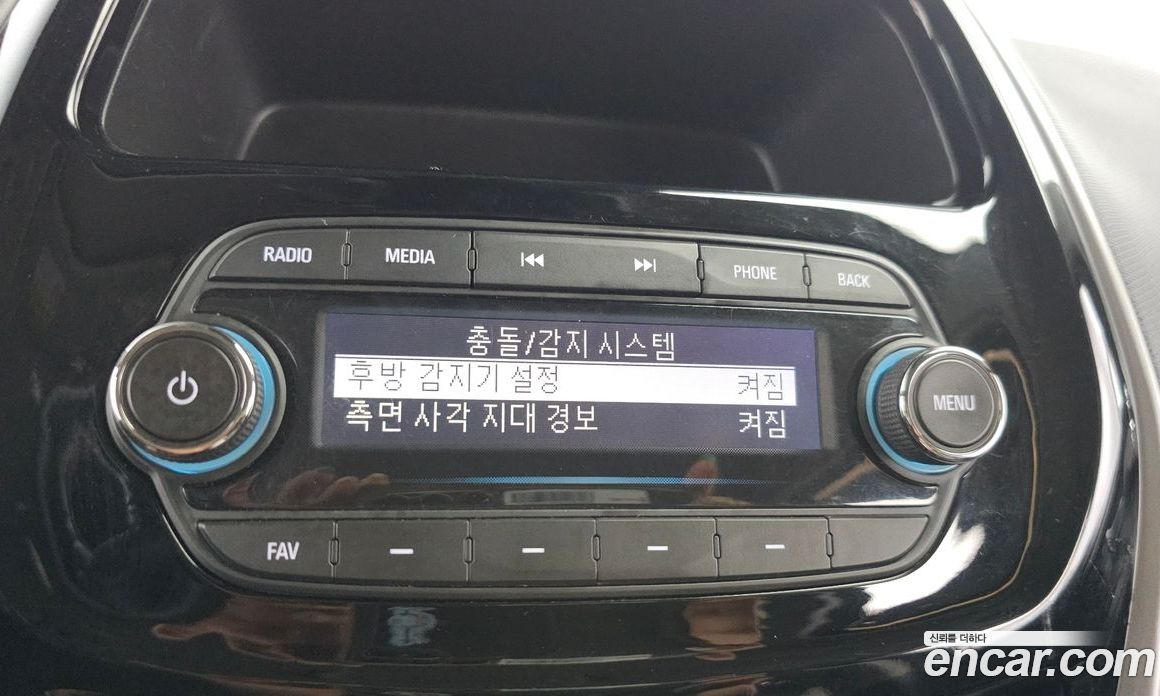 RADIO MEDIA PHONE BACK
충돌/감지 시스템
후방 감지기 설정 켜짐
측면 사각 지대 경보 켜짐
MENU
FAV
신뢰를 더하다
encar.com